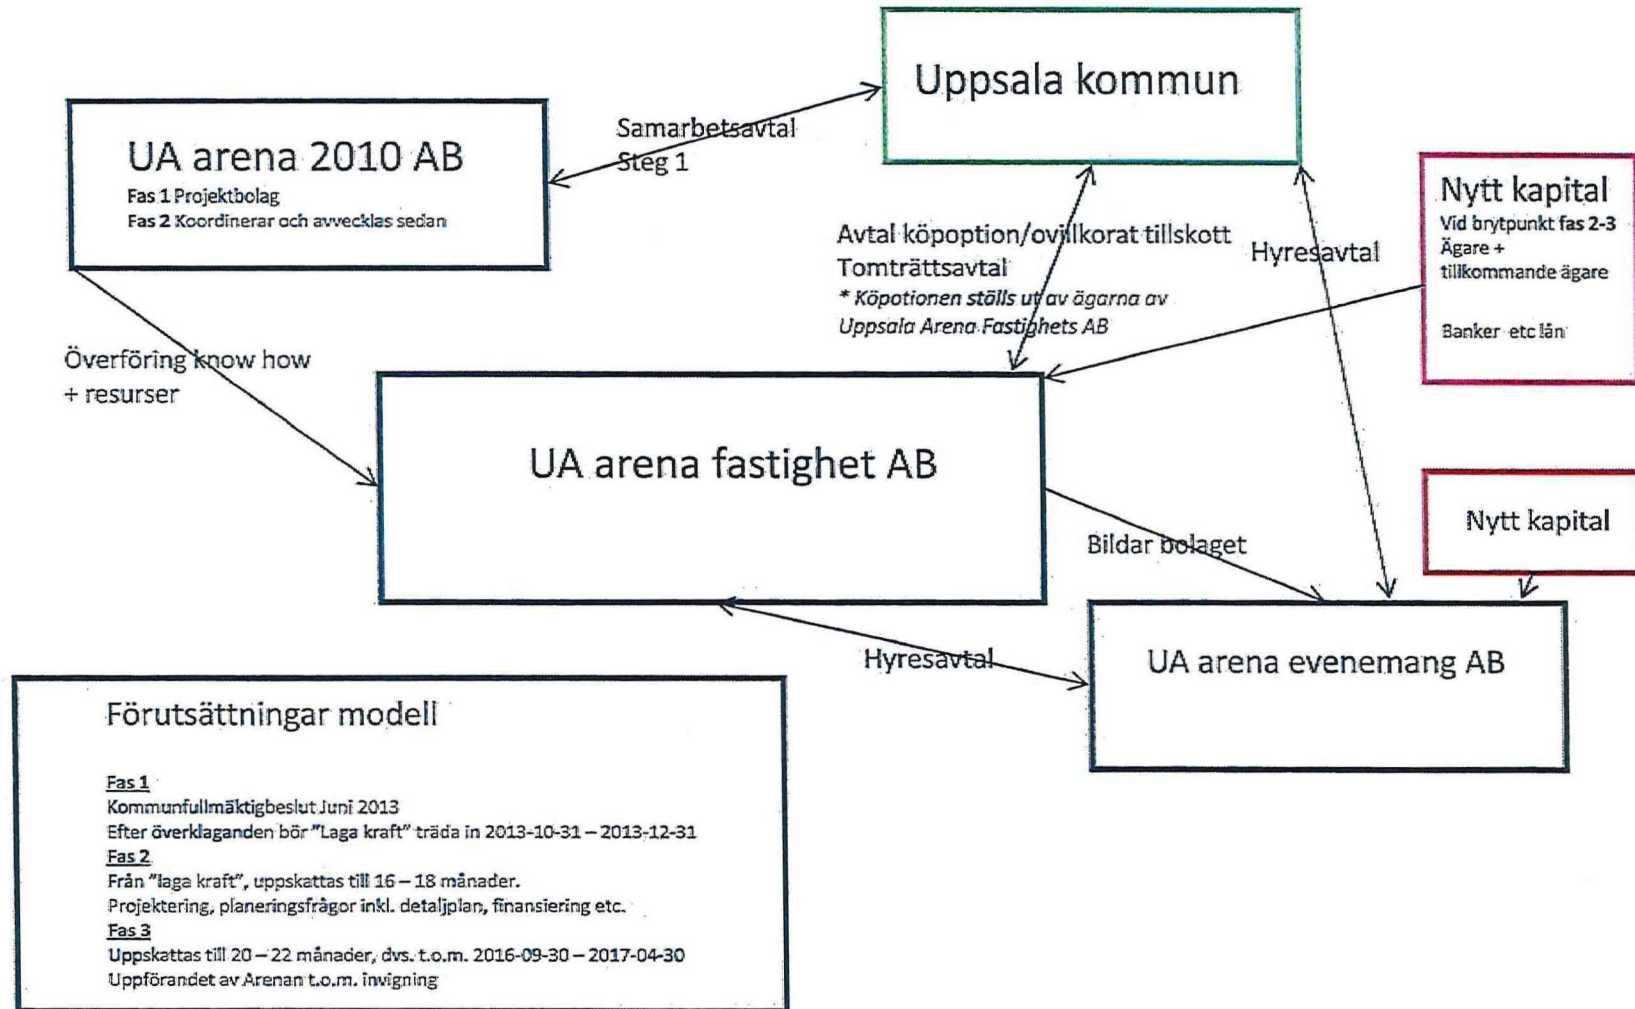 Uppsala kommun
UA arena 2010 AB
Fas 1 Projektbolag
Fas 2 Koordinerar och avvecklas sedan
Samarbetsavtal
Steg 1
Nytt kapital
Vid brytpunkt fas 2-3
Ägare +
tillkommande ägare
Banker etc lån
Avtal köpoption/ovillkorat tillskott
Tomträttsavtal
* Köpotionen ställs ut av ägarna av
Uppsala Arena Fastighets AB
Hyresavtal
Överföring know how
+ resurser
UA arena fastighet AB
Nytt kapital
Bildar bolaget
Hyresavtal
UA arena evenemang AB
Förutsättningar modell
Fas 1
Kommunfullmäktigbeslut Juni 2013
Efter överklaganden bör "Laga kraft" träda in 2013-10-31 – 2013-12-31
Fas 2
Från "laga kraft", uppskattas till 16 – 18 månader.
Projektering, planeringsfrågor inkl. detaljplan, finansiering etc.
Fas 3
Uppskattas till 20 – 22 månader, dvs. t.o.m. 2016-09-30 – 2017-04-30
Uppförandet av Arenan t.o.m. invigning